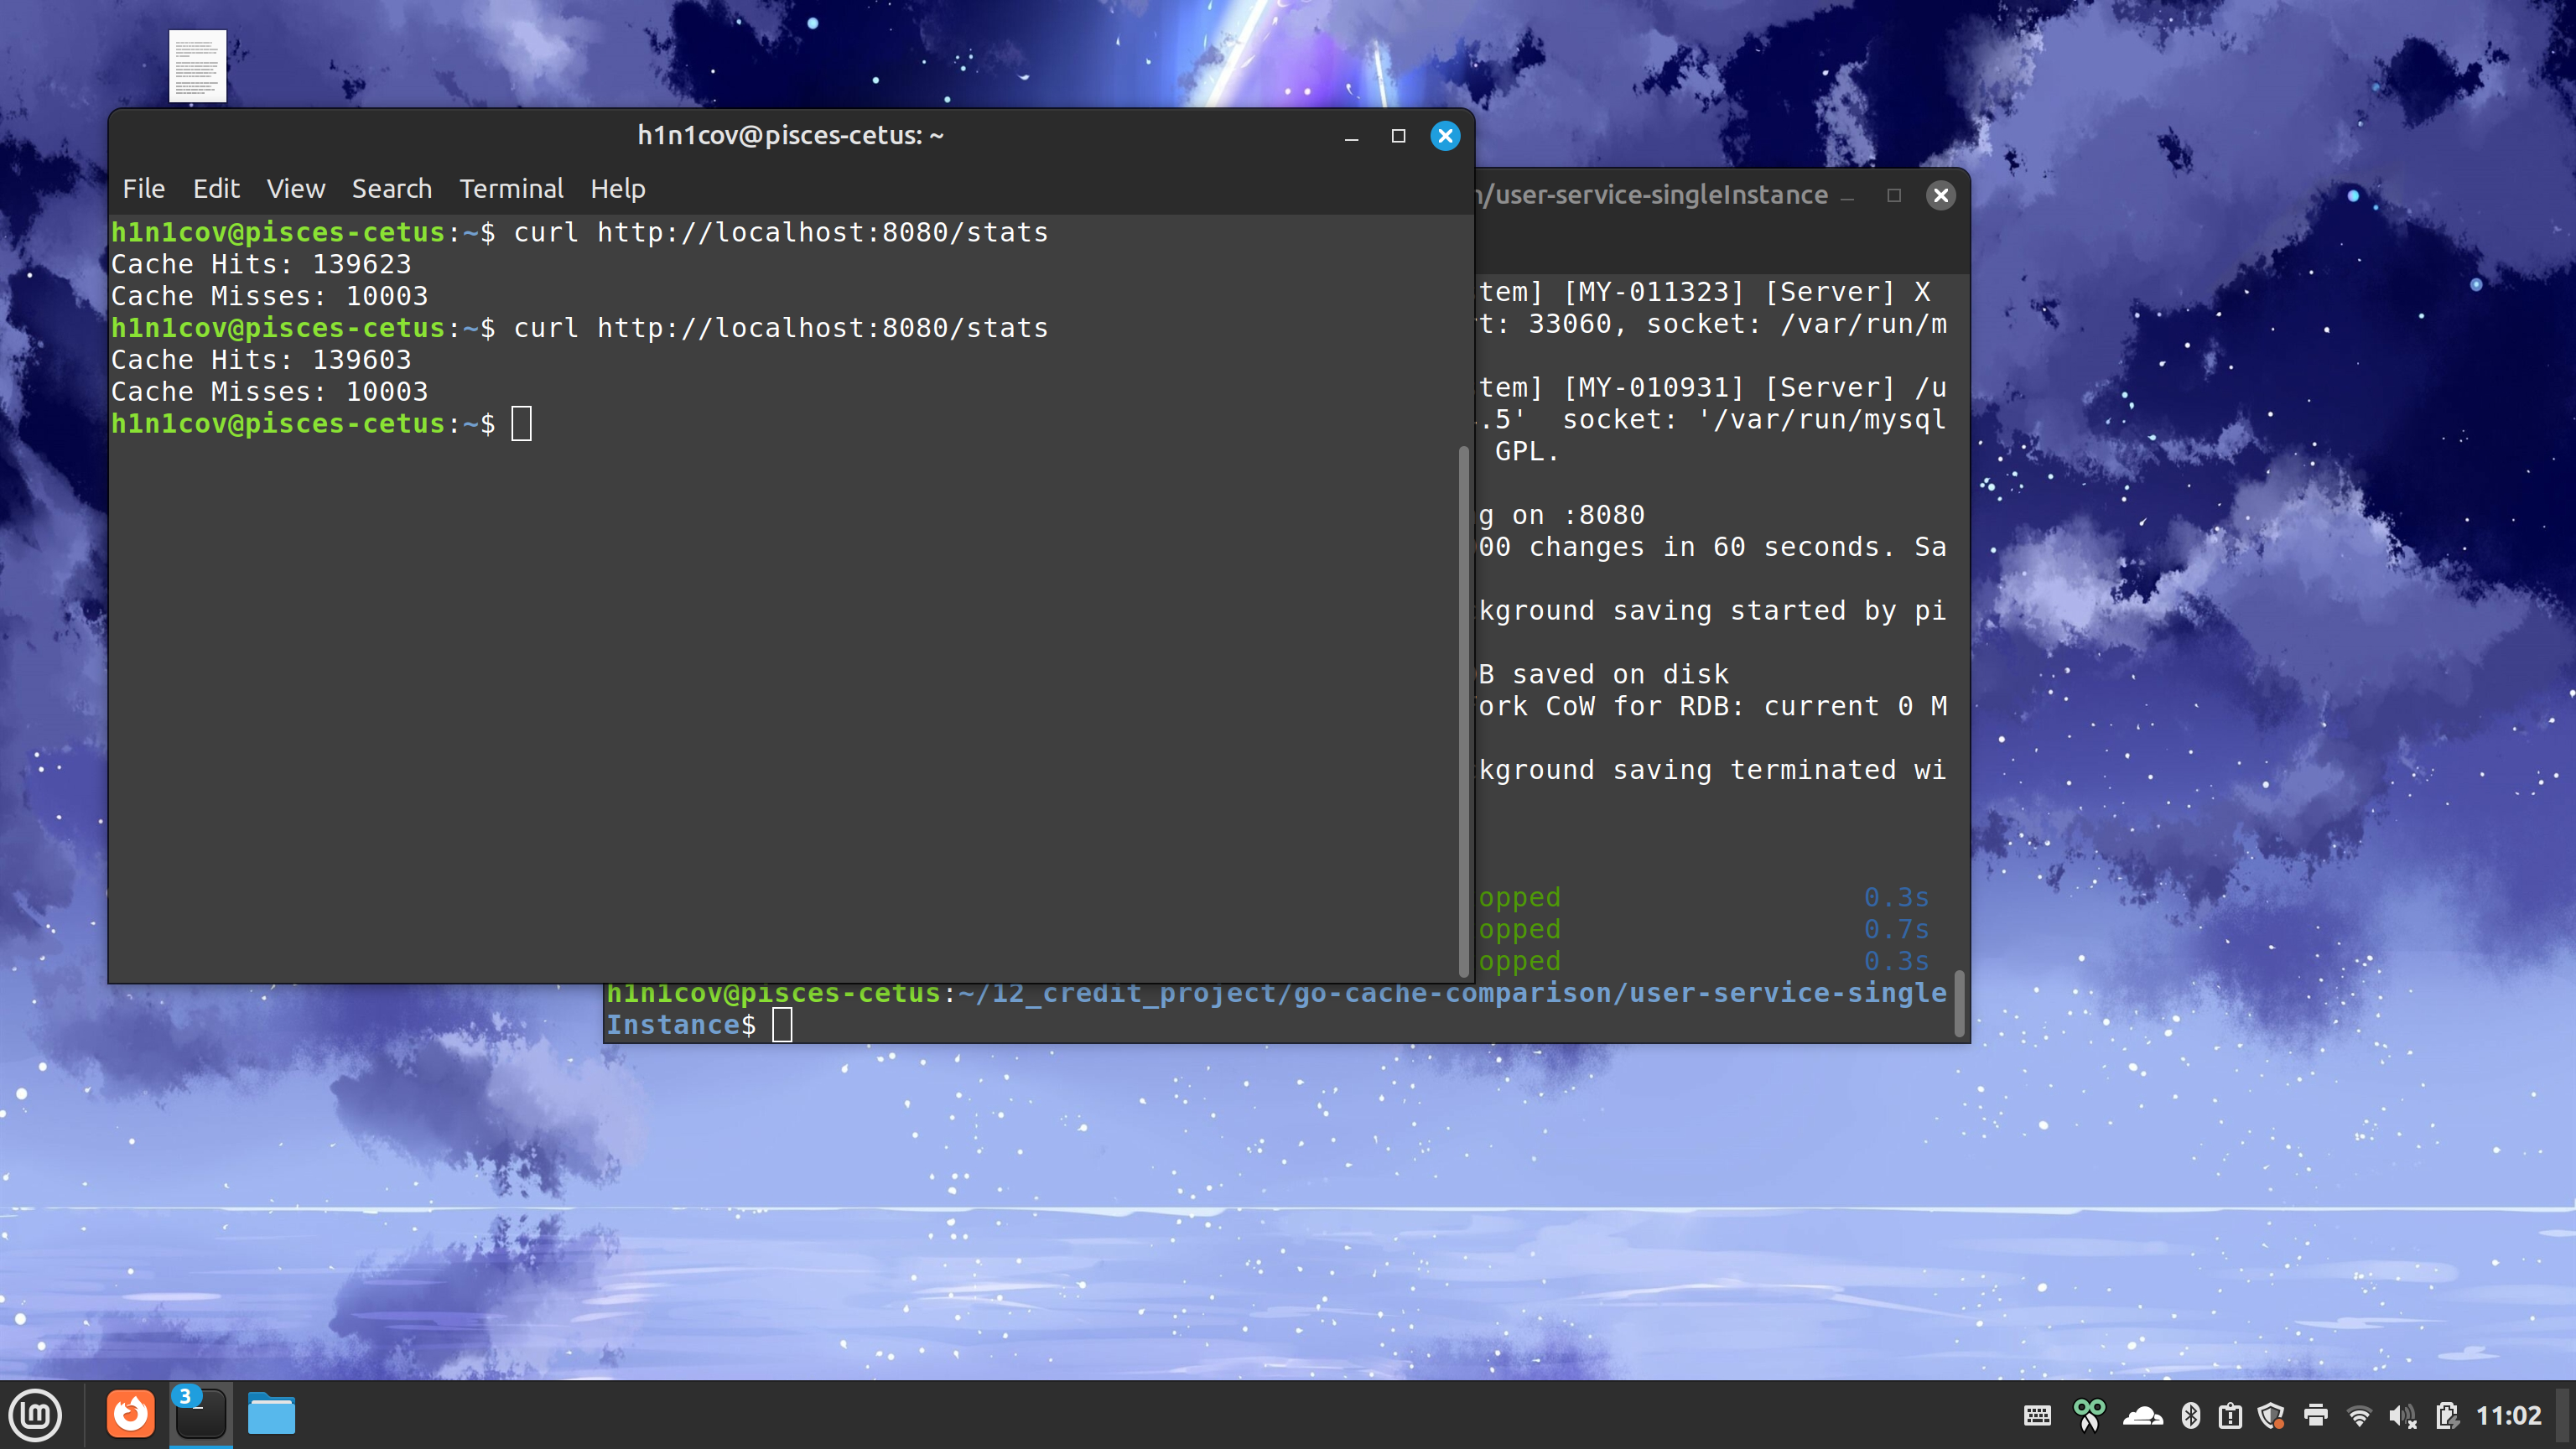 h1n1cov@pisces-cetus: ~
File Edit View Search Terminal Help
h1n1cov@pisces-cetus:~$ curl http://localhost:8080/stats
Cache Hits: 139623
Cache Misses: 10003
h1n1cov@pisces-cetus:~$ curl http://localhost:8080/stats
Cache Hits: 139603
Cache Misses: 10003
h1n1cov@pisces-cetus:~$
/user-service-singleInstance
tem] [MY-011323] [Server] X
t: 33060, socket: /var/run/m
tem] [MY-010931] [Server] /u
.5'  socket: '/var/run/mysql
GPL.
g on :8080
00 changes in 60 seconds. Sa
kground saving started by pi
B saved on disk
ork CoW for RDB: current 0 M
kground saving terminated wi
opped 0.3s
opped 0.7s
opped 0.3s
h1n1cov@pisces-cetus:~/12_credit_project/go-cache-comparison/user-service-single
Instance$
3
11:02